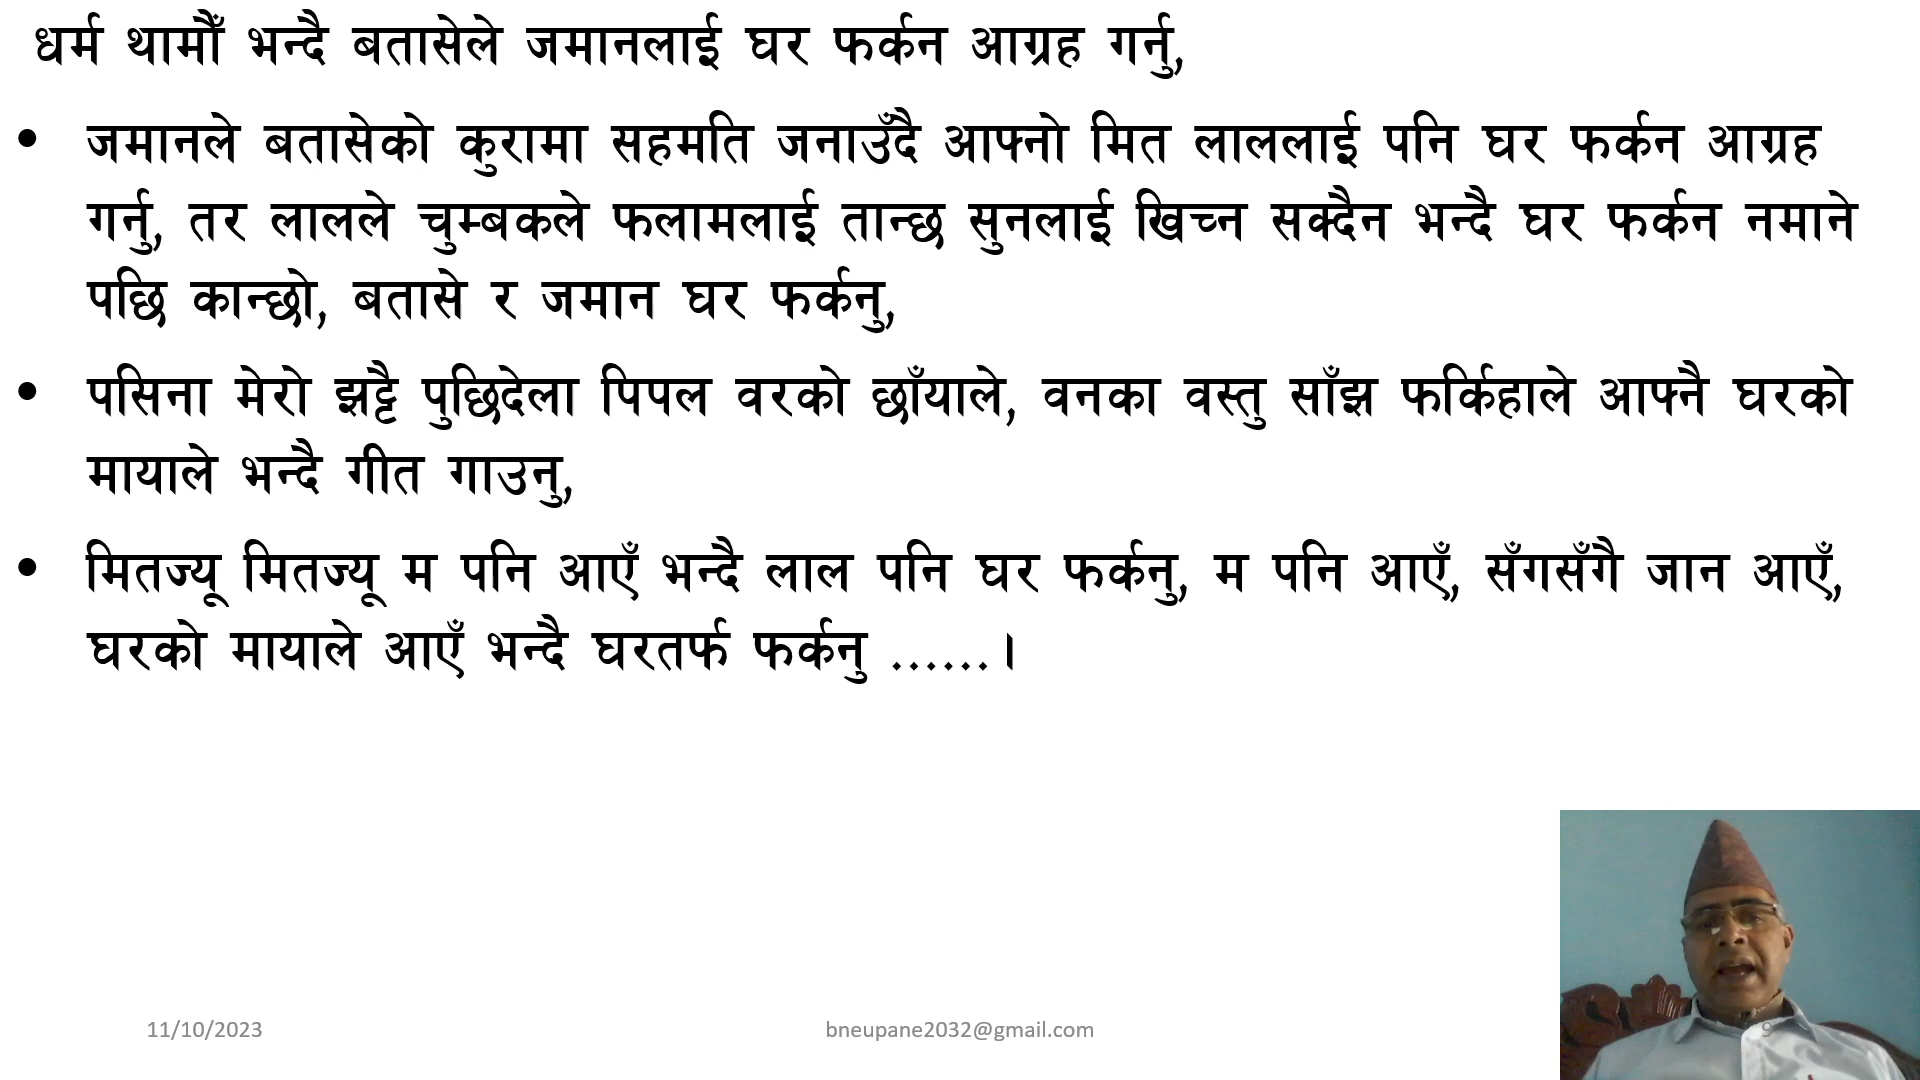 धर्म थामौँ भन्दै बतासेले जमानलाई घर फर्कन आग्रह गर्नु,
• जमानले बतासेको कुरामा सहमति जनाउँदै आफ्नो मित लाललाई पनि घर फर्कन आग्रह
गर्नु, तर लालले चुम्बकले फलामलाई तान्छ सुनलाई खिच्न सक्दैन भन्दै घर फर्कन नमाने
पछि कान्छो, बतासे र जमान घर फर्कनु,
• पसिना मेरो झट्टै पुछिदेला पिपल वरको छाँयाले, वनका वस्तु साँझ फर्किहाले आफ्नै घरको
मायाले भन्दै गीत गाउनु,
• मितज्यू मितज्यू म पनि आएँ भन्दै लाल पनि घर फर्कनु, म पनि आएँ, सँगसँगै जान आएँ,
घरको मायाले आएँ भन्दै घरतर्फ फर्कनु ......।
11/10/2023
bneupane2032@gmail.com
9